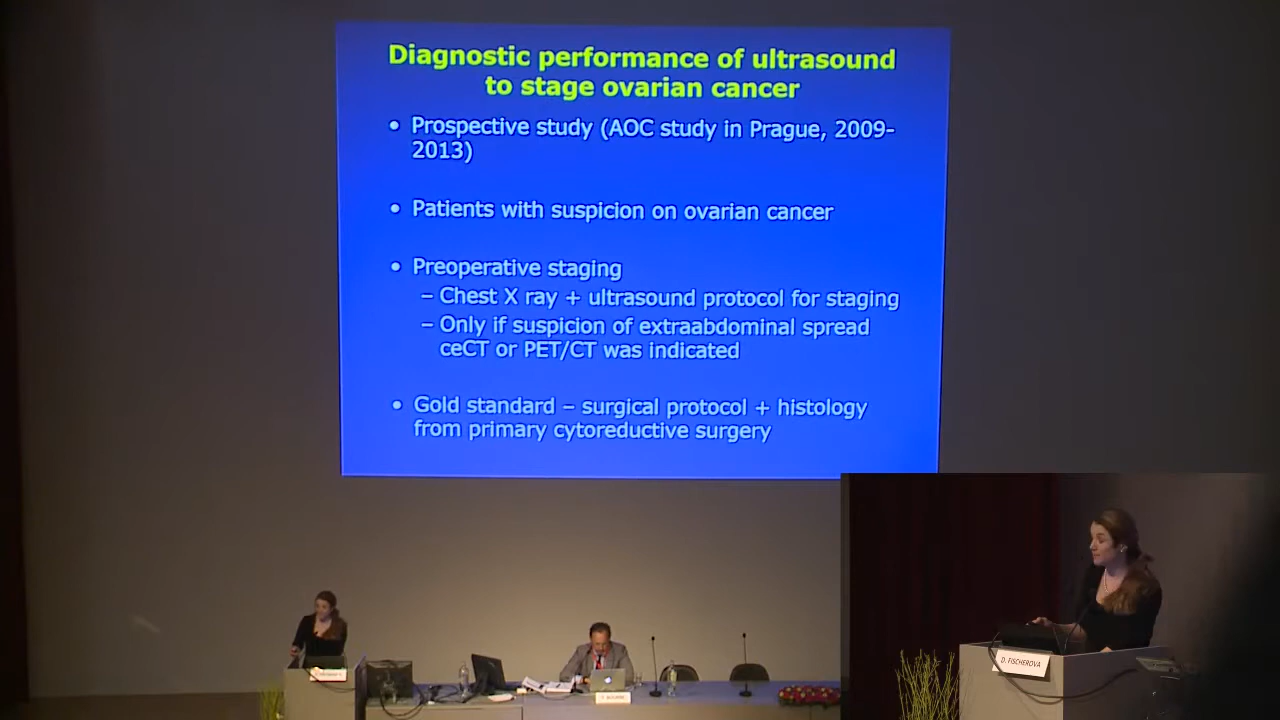 Diagnostic performance of ultrasound
to stage ovarian cancer
• Prospective study (AOC study in Prague, 2009-
2013)
• Patients with suspicion on ovarian cancer
• Preoperative staging
– Chest X ray + ultrasound protocol for staging
– Only if suspicion of extraabdominal spread
ceCT or PET/CT was indicated
• Gold standard – surgical protocol + histology
from primary cytoreductive surgery
D. FISCHEROVA